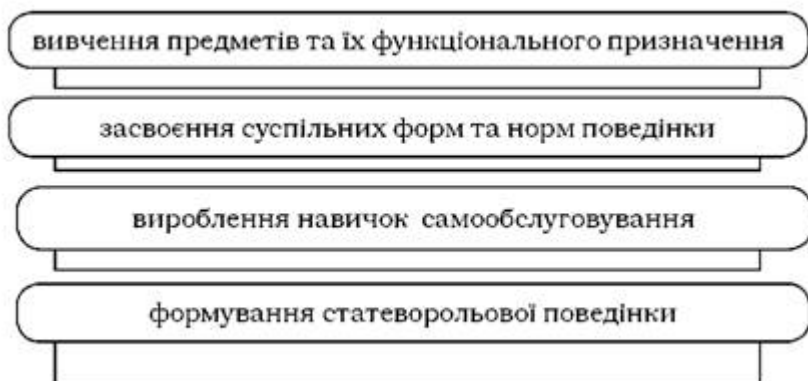 вивчення предметів та їх функціонального призначення
засвоєння суспільних форм та норм поведінки
вироблення навичок самообслуговування
формування статеворольової поведінки